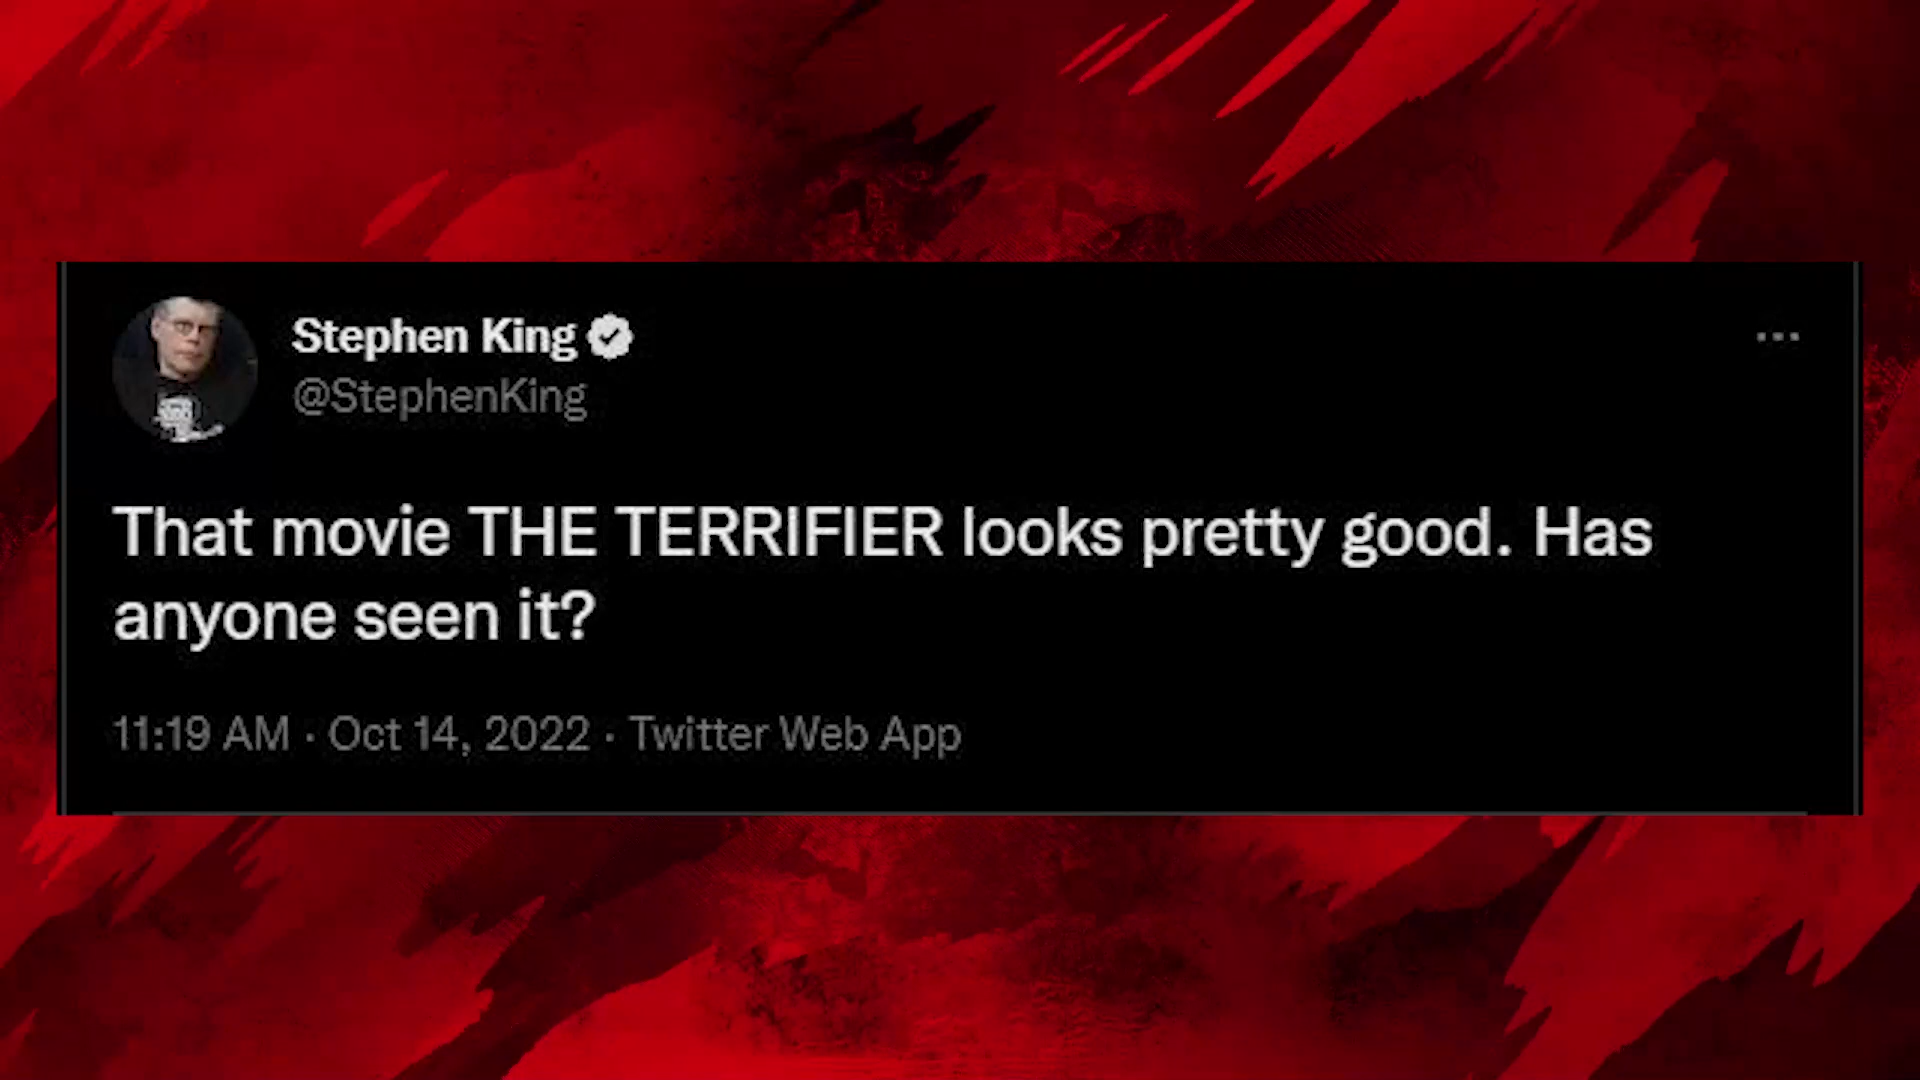 Stephen King
@StephenKing
That movie THE TERRIFIER looks pretty good. Has
anyone seen it?
11:19 AM · Oct 14, 2022 · Twitter Web App